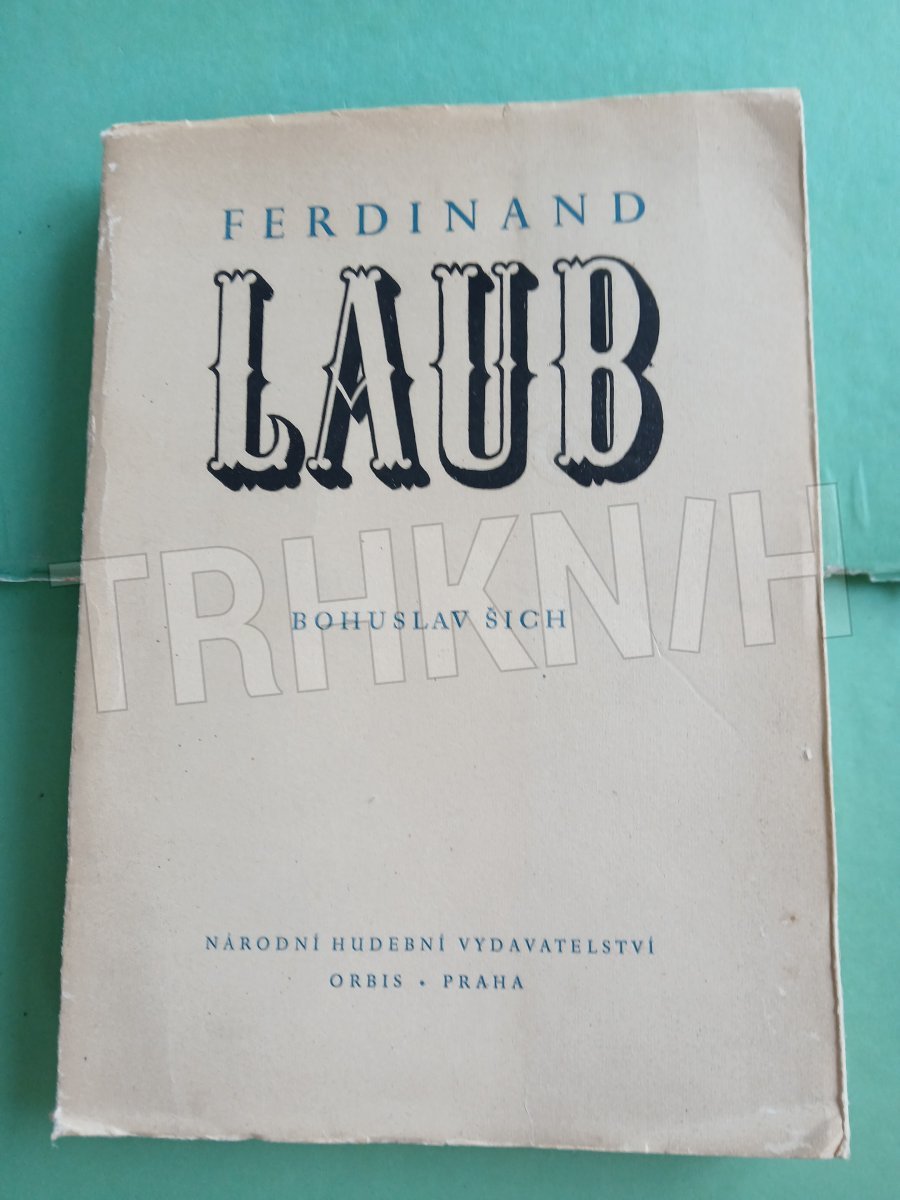 FERDINAND
LAUB
TRHKNIH
BOHUSLAV ŠICH
NÁRODNÍ HUDEBNÍ VYDAVATELSTVÍ
ORBIS • PRAHA